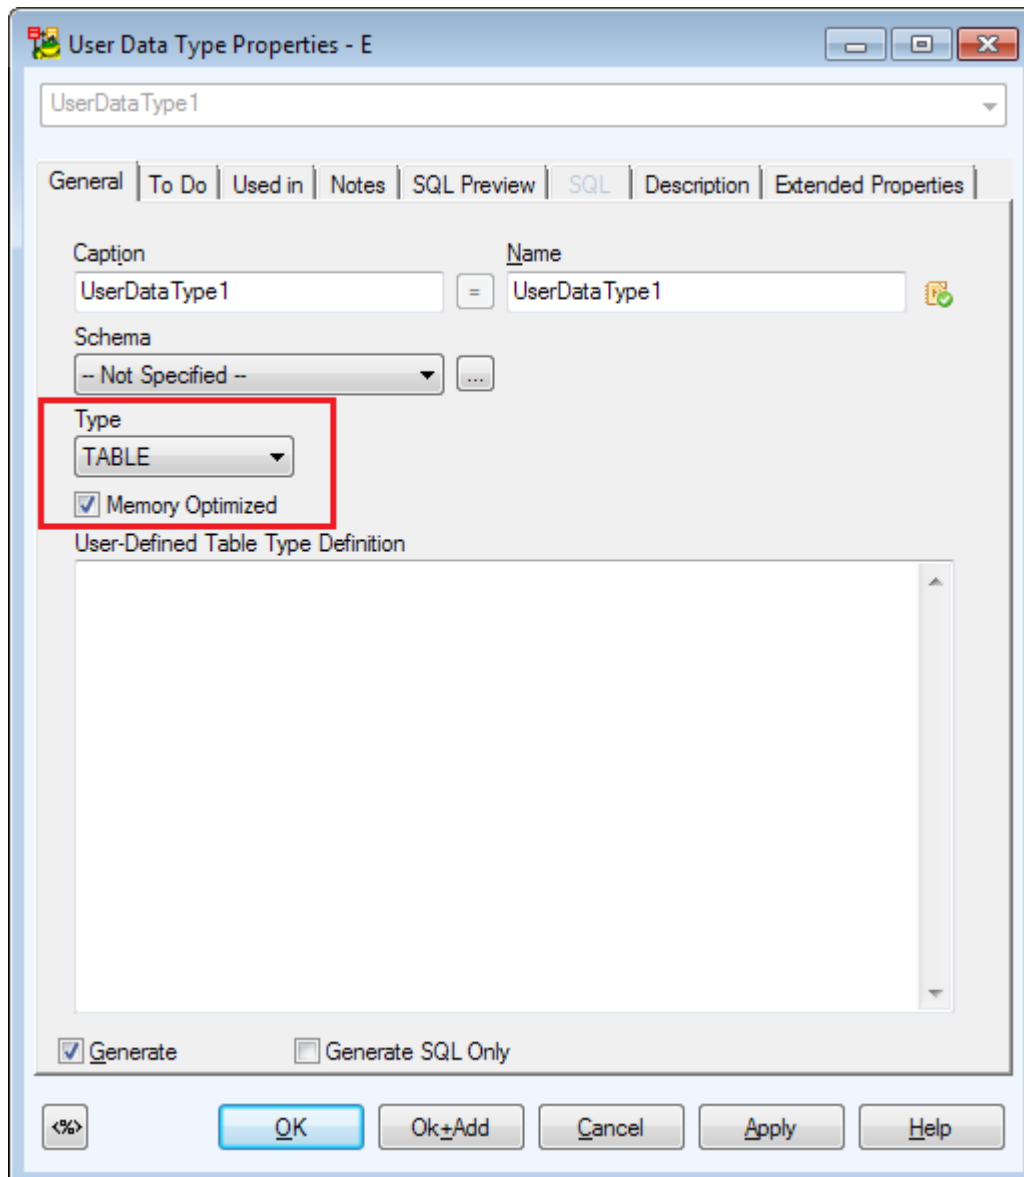 User Data Type Properties - E
UserDataType1
General To Do Used in Notes SQL Preview SQL Description Extended Properties
Caption Name
UserDataType1 = UserDataType1
Schema
-- Not Specified -- ...
Type
TABLE
Memory Optimized
User-Defined Table Type Definition
Generate Generate SQL Only
<%> OK Ok+Add Cancel Apply Help